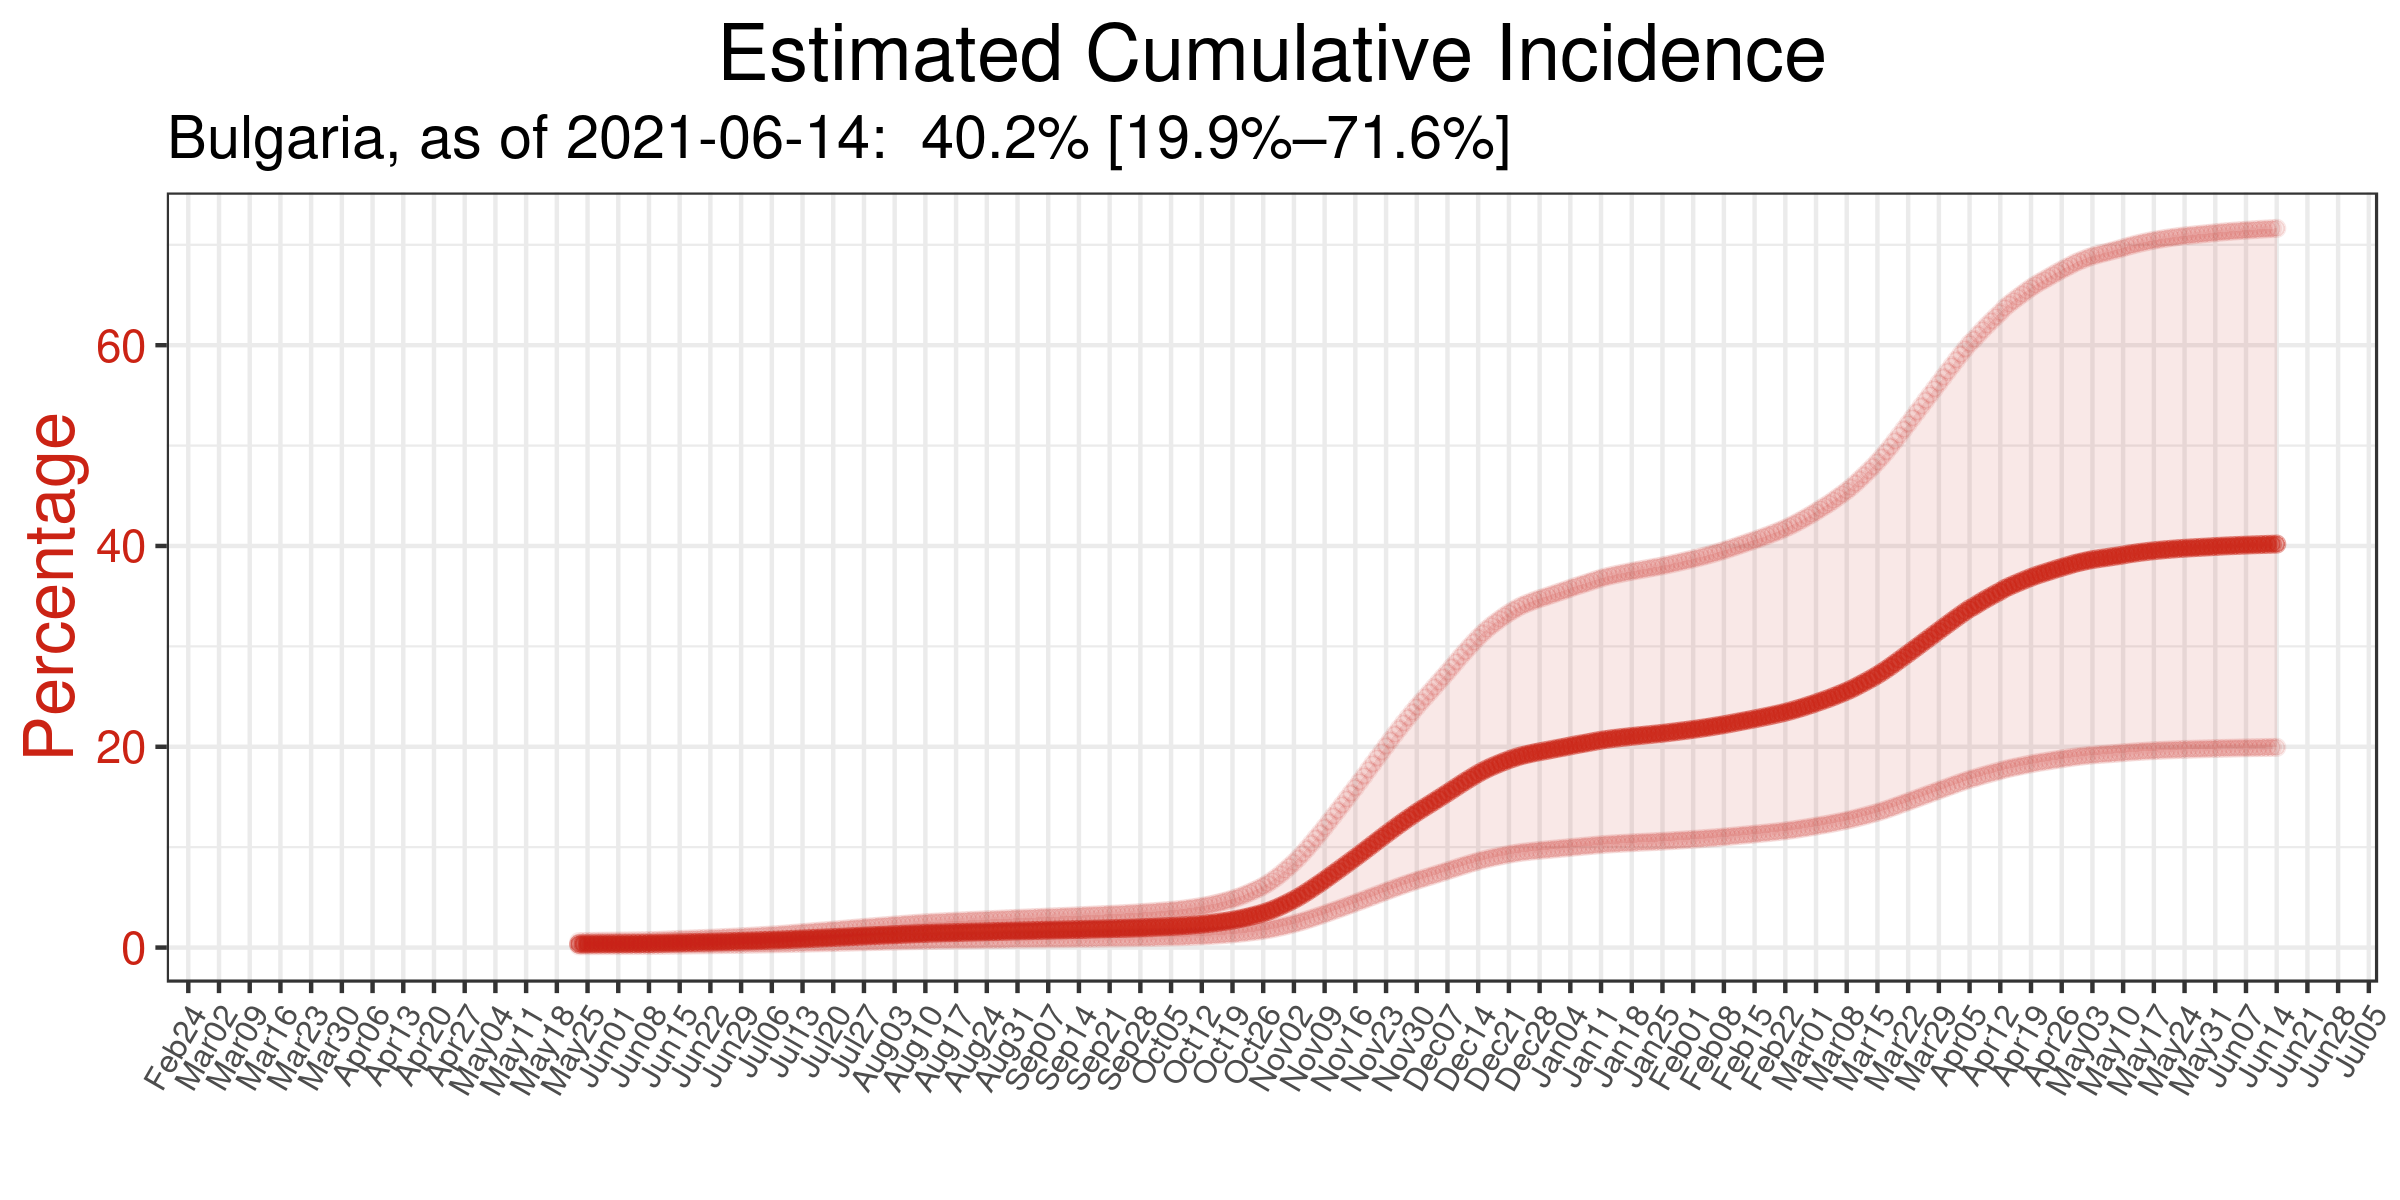 Estimated Cumulative Incidence
Bulgaria, as of 2021-06-14:  40.2% [19.9%–71.6%]
Percentage
60
40
20
0
Feb24
Mar02
Mar09
Mar16
Mar23
Mar30
Apr06
Apr13
Apr20
Apr27
May04
May11
May18
May25
Jun01
Jun08
Jun15
Jun22
Jun29
Jul06
Jul13
Jul20
Jul27
Aug03
Aug10
Aug17
Aug24
Aug31
Sep07
Sep14
Sep21
Sep28
Oct05
Oct12
Oct19
Oct26
Nov02
Nov09
Nov16
Nov23
Nov30
Dec07
Dec14
Dec21
Dec28
Jan04
Jan11
Jan18
Jan25
Feb01
Feb08
Feb15
Feb22
Mar01
Mar08
Mar15
Mar22
Mar29
Apr05
Apr12
Apr19
Apr26
May03
May10
May17
May24
May31
Jun07
Jun14
Jun21
Jun28
Jul05